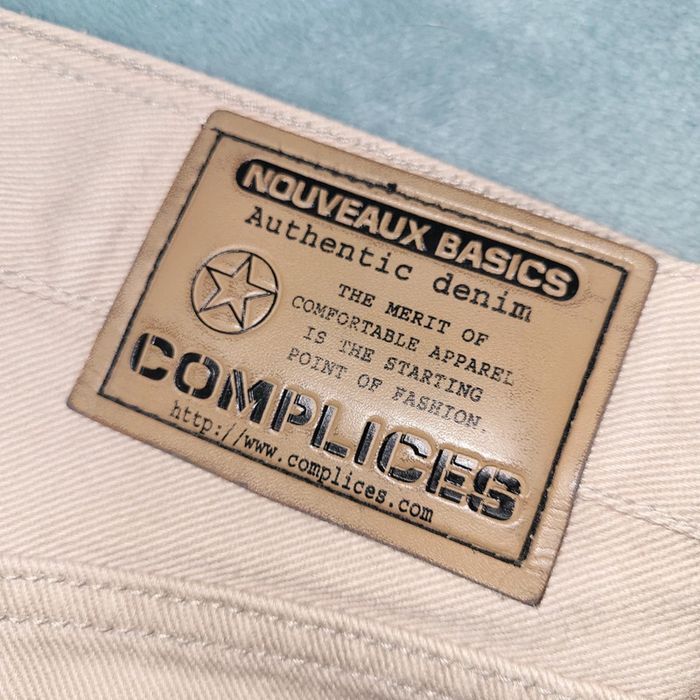 NOUVEAUX BASICS
Authentic denim
THE MERIT OF
COMFORTABLE APPAREL
IS THE STARTING
POINT OF FASHION.
COMPLICES
http://www.complices.com